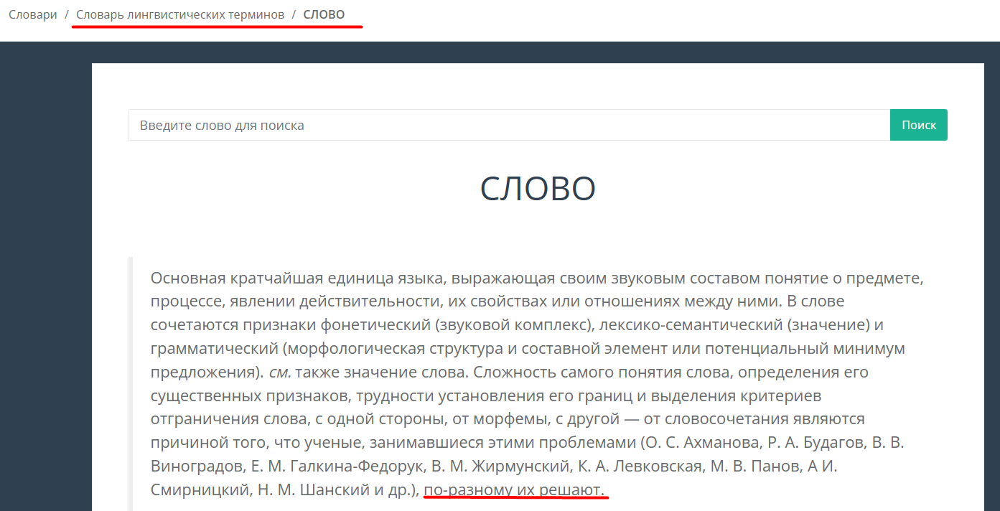 Словари / Словарь лингвистических терминов / СЛОВО
Введите слово для поиска Поиск
СЛОВО
Основная кратчайшая единица языка, выражающая своим звуковым составом понятие о предмете,
процессе, явлении действительности, их свойствах или отношениях между ними. В слове
сочетаются признаки фонетический (звуковой комплекс), лексико-семантический (значение) и
грамматический (морфологическая структура и составной элемент или потенциальный минимум
предложения). см. также значение слова. Сложность самого понятия слова, определения его
существенных признаков, трудности установления его границ и выделения критериев
отграничения слова, с одной стороны, от морфемы, с другой — от словосочетания являются
причиной того, что ученые, занимавшиеся этими проблемами (О. С. Ахманова, Р. А. Будагов, В. В.
Виноградов, Е. М. Галкина-Федорук, В. М. Жирмунский, К. А. Левковская, М. В. Панов, А И.
Смирницкий, Н. М. Шанский и др.), по-разному их решают.